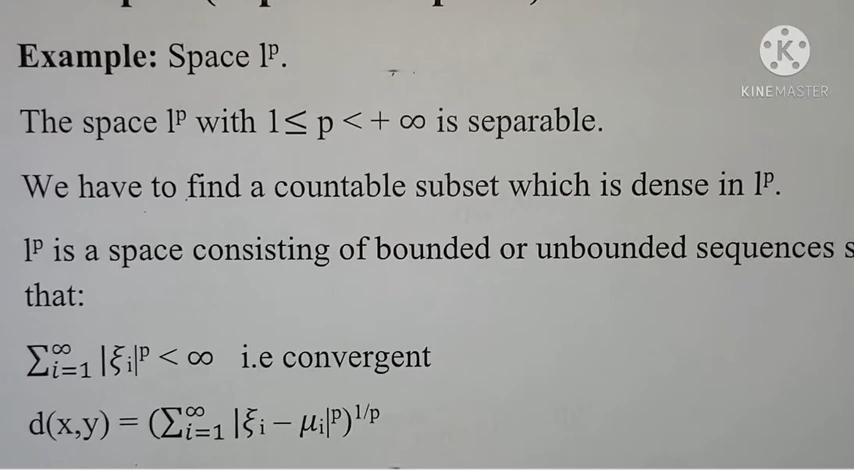 Example: Space lᵖ.
KINEMASTER
The space lᵖ with 1≤ p < + ∞ is separable.
We have to find a countable subset which is dense in lᵖ.
lᵖ is a space consisting of bounded or unbounded sequences s
that:
∑_{i=1}^{∞} |ξᵢ|ᵖ < ∞ i.e convergent
d(x,y) = (∑_{i=1}^{∞} |ξᵢ – μᵢ|ᵖ)^{1/p}